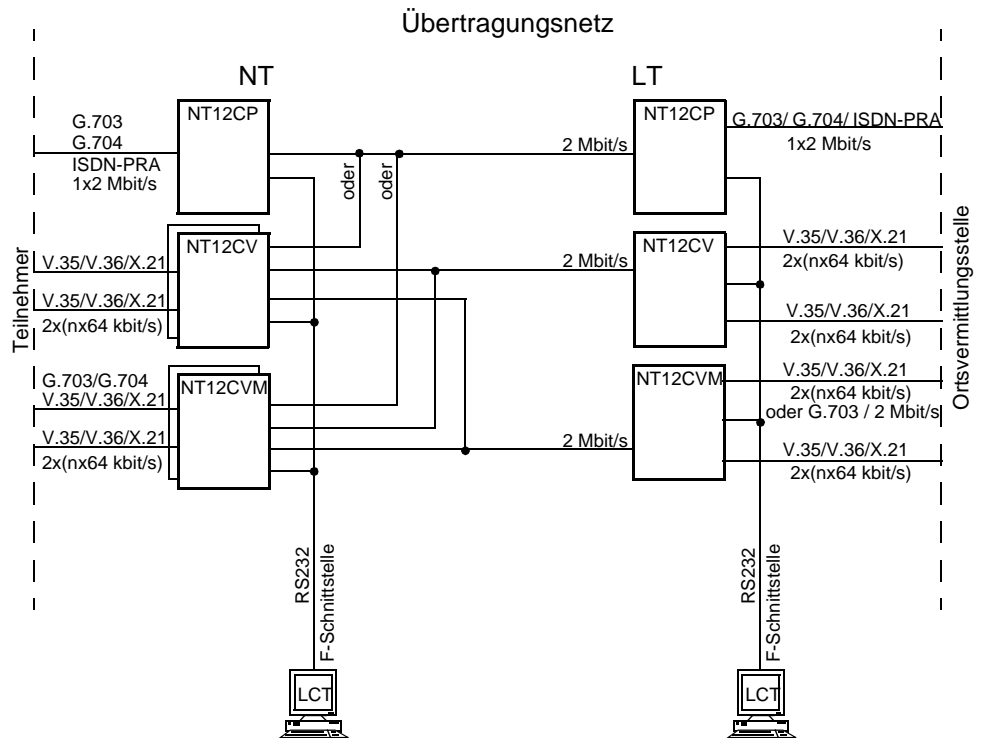 Übertragungsnetz
NT
LT
Teilnehmer
G.703
G.704
ISDN-PRA
1x2 Mbit/s
NT12CP
oder
oder
2 Mbit/s
NT12CP
G.703/ G.704/ ISDN-PRA
1x2 Mbit/s
V.35/V.36/X.21
V.35/V.36/X.21
2x(nx64 kbit/s)
NT12CV
2 Mbit/s
NT12CV
V.35/V.36/X.21
2x(nx64 kbit/s)
V.35/V.36/X.21
2x(nx64 kbit/s)
G.703/G.704
V.35/V.36/X.21
V.35/V.36/X.21
2x(nx64 kbit/s)
NT12CVM
2 Mbit/s
NT12CVM
V.35/V.36/X.21
2x(nx64 kbit/s)
oder G.703 / 2 Mbit/s
V.35/V.36/X.21
2x(nx64 kbit/s)
Ortsvermittlungsstelle
RS232
F-Schnittstelle
LCT
RS232
F-Schnittstelle
LCT